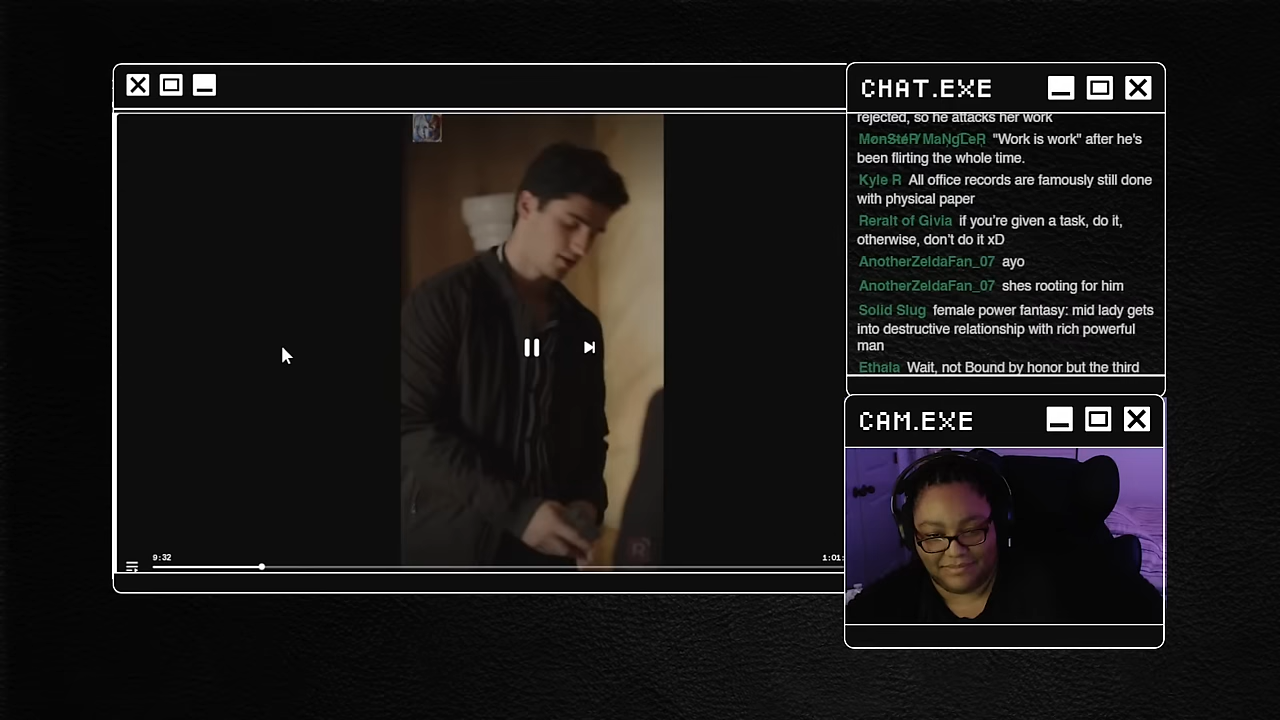 CHAT.EXE
rejected, so he attacks her work
MonSteR MaNgLeR "Work is work" after he's
been flirting the whole time.
Kyle R All office records are famously still done
with physical paper
Reralt of Givia if you're given a task, do it,
otherwise, don't do it xD
AnotherZeldaFan_07 ayo
AnotherZeldaFan_07 shes rooting for him
Solid Slug female power fantasy: mid lady gets
into destructive relationship with rich powerful
man
Ethala Wait, not Bound by honor but the third
CAM.EXE
9:32
1:01: